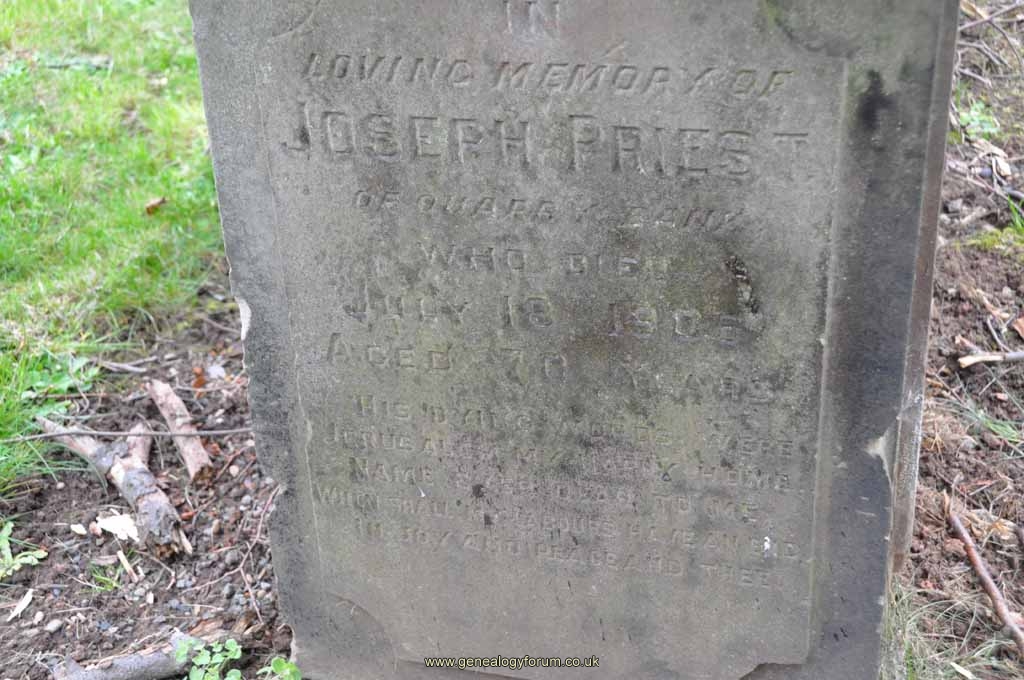 IN
LOVING MEMORY OF
JOSEPH PRIEST
OF QUARRY BANK
WHO DIED
JULY 18 1905
AGED 70 YEARS
HIS DYING WORDS WERE
JERUSALEM MY HAPPY HOME
NAME EVER DEAR TO ME
WHEN SHALL MY LABOURS HAVE AN END
IN JOY AND PEACE AND THEE
www.genealogyforum.co.uk